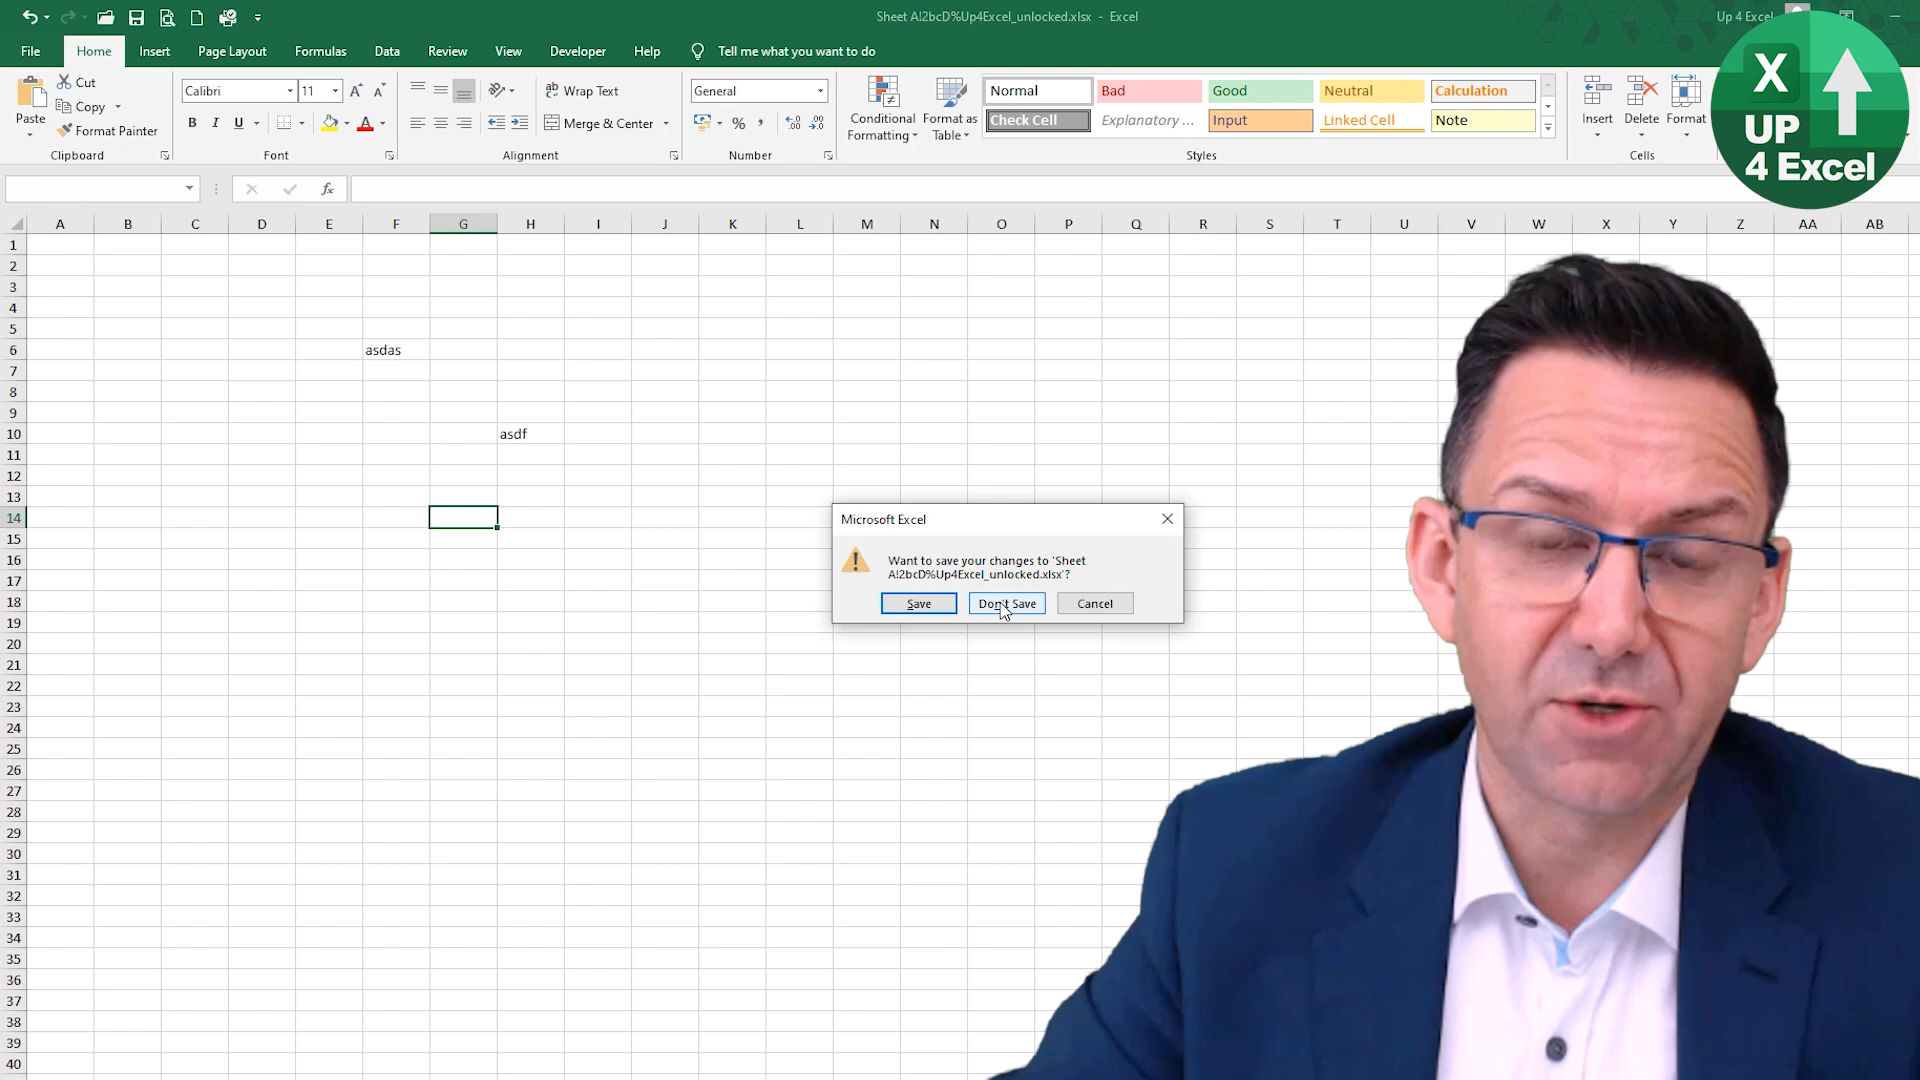 Sheet A!2bcD%Up4Excel_unlocked.xlsx - Excel
Up 4 Excel
File Home Insert Page Layout Formulas Data Review View Developer Help Tell me what you want to do
Paste
Cut
Copy
Format Painter
Clipboard
Calibri 11
B I U
Font
Wrap Text
Merge & Center
Alignment
General
%
Number
Conditional Formatting
Format as Table
Normal Bad Good Neutral Calculation
Check Cell Explanatory ... Input Linked Cell Note
Styles
Insert Delete Format
Cells
X
UP
4 Excel
fx
A B C D E F G H I J K L M N O P Q R S T U V W X Y Z AA AB
1
2
3
4
5
6 asdas
7
8
9
10 asdf
11
12
13
14
15
16
17
18
19
20
21
22
23
24
25
26
27
28
29
30
31
32
33
34
35
36
37
38
39
40
Microsoft Excel
Want to save your changes to 'Sheet
A!2bcD%Up4Excel_unlocked.xlsx'?
Save Don't Save Cancel